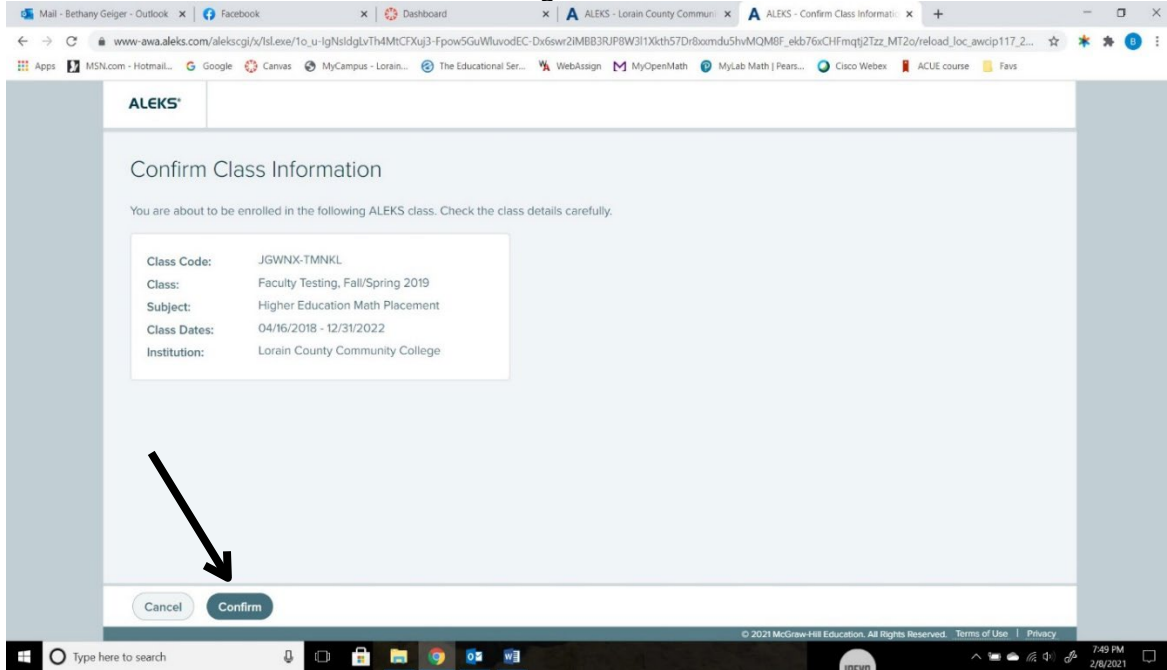 Mail - Bethany Geiger - Outlook
Facebook
Dashboard
ALEKS - Lorain County Communi
ALEKS - Confirm Class Informatio
Apps
MSN.com - Hotmail...
Google
Canvas
MyCampus - Lorain...
The Educational Ser...
WebAssign
MyOpenMath
MyLab Math | Pears...
Cisco Webex
ACUE course
Favs
ALEKS®
Confirm Class Information
You are about to be enrolled in the following ALEKS class. Check the class details carefully.
Class Code: JGWNX-TMNKL
Class: Faculty Testing, Fall/Spring 2019
Subject: Higher Education Math Placement
Class Dates: 04/16/2018 - 12/31/2022
Institution: Lorain County Community College
Cancel Confirm
© 2021 McGraw-Hill Education. All Rights Reserved. Terms of Use | Privacy
Type here to search
7:49 PM
2/8/2021